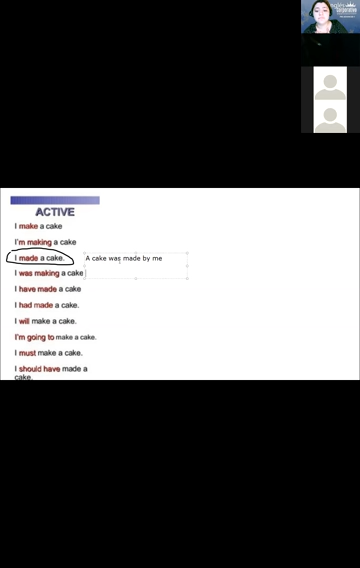 ACTIVE
I make a cake
I'm making a cake
I made a cake. A cake was made by me
I was making a cake
I have made a cake
I had made a cake.
I will make a cake.
I'm going to make a cake.
I must make a cake.
I should have made a
cake.